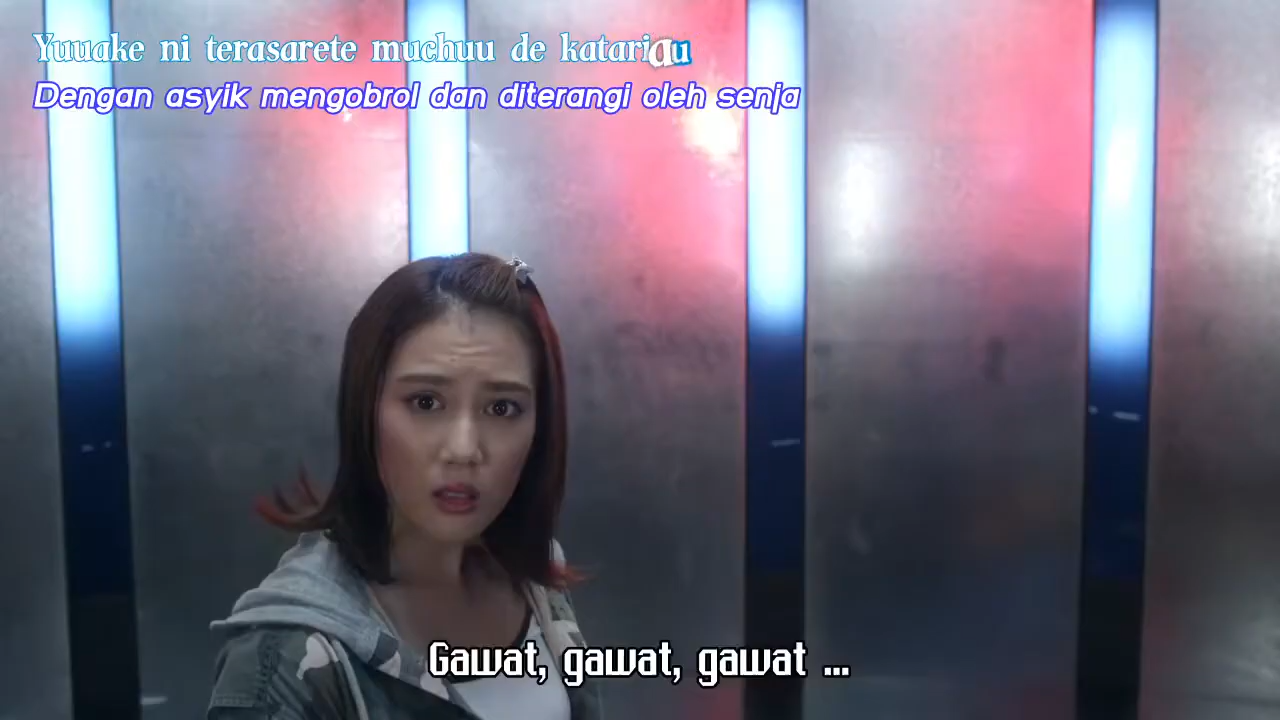 Yuuake ni terasarete muchuu de katariau
Dengan asyik mengobrol dan diterangi oleh senja
Gawat, gawat, gawat ...